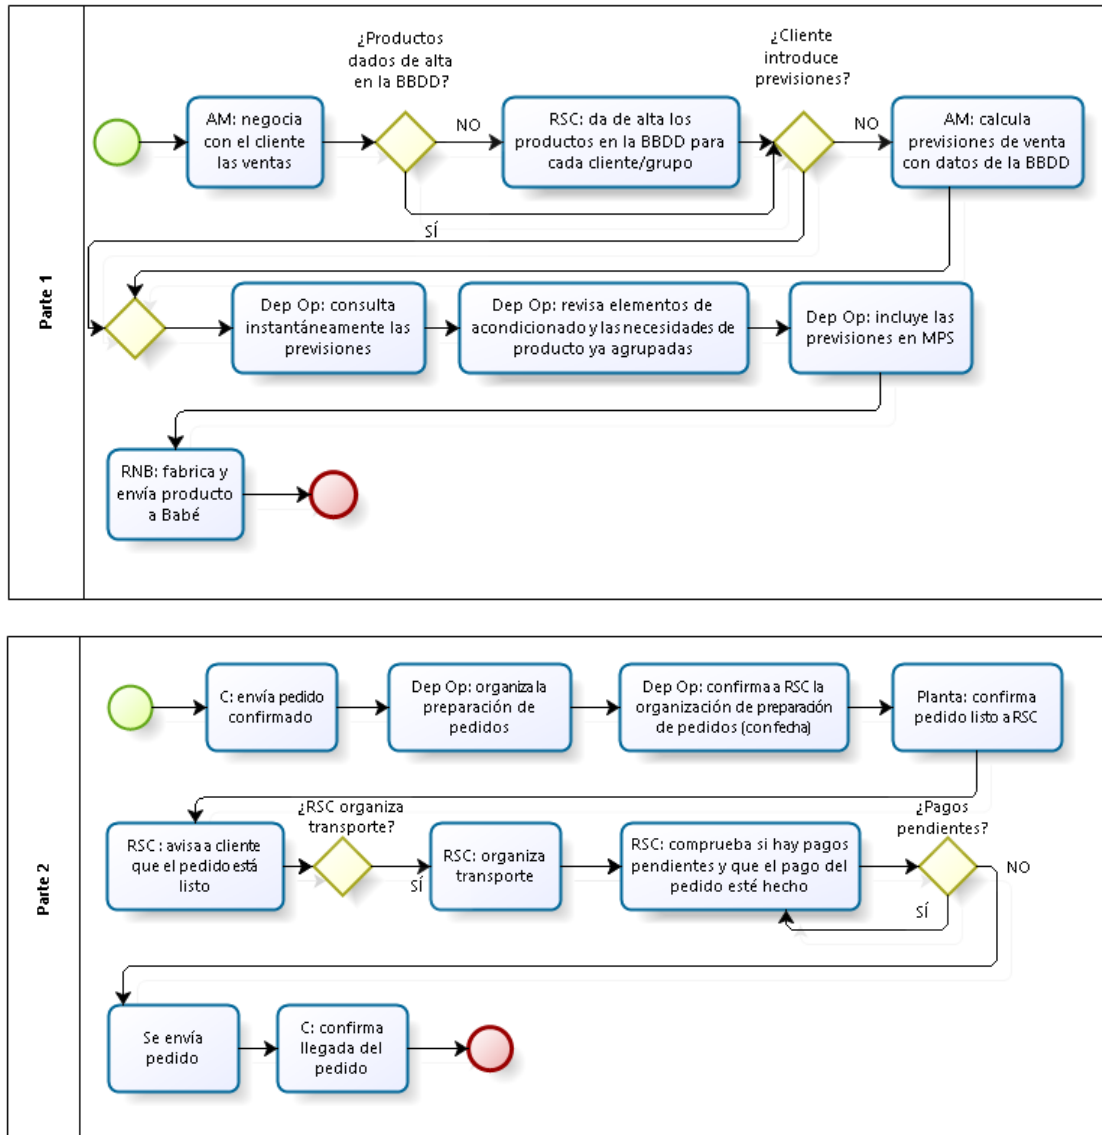 Parte 1
¿Productos
dados de alta
en la BBDD?
¿Cliente
introduce
previsiones?
AM: negocia
con el cliente
las ventas
NO
RSC: da de alta los
productos en la BBDD para
cada cliente/grupo
NO
AM: calcula
previsiones de venta
con datos de la BBDD
SÍ
Dep Op: consulta
instantáneamente las
previsiones
Dep Op: revisa elementos de
acondicionado y las necesidades de
producto ya agrupadas
Dep Op: incluye las
previsiones en MPS
RNB: fabrica y
envía producto
a Babé
Parte 2
C: envía pedido
confirmado
Dep Op: organiza la
preparación de
pedidos
Dep Op: confirma a RSC la
organización de preparación
de pedidos (con fecha)
Planta: confirma
pedido listo a RSC
RSC : avisa a cliente
que el pedido está
listo
¿RSC organiza
transporte?
SÍ
RSC: organiza
transporte
RSC: comprueba si hay pagos
pendientes y que el pago del
pedido esté hecho
¿Pagos
pendientes?
NO
SÍ
Se envía
pedido
C: confirma
llegada del
pedido